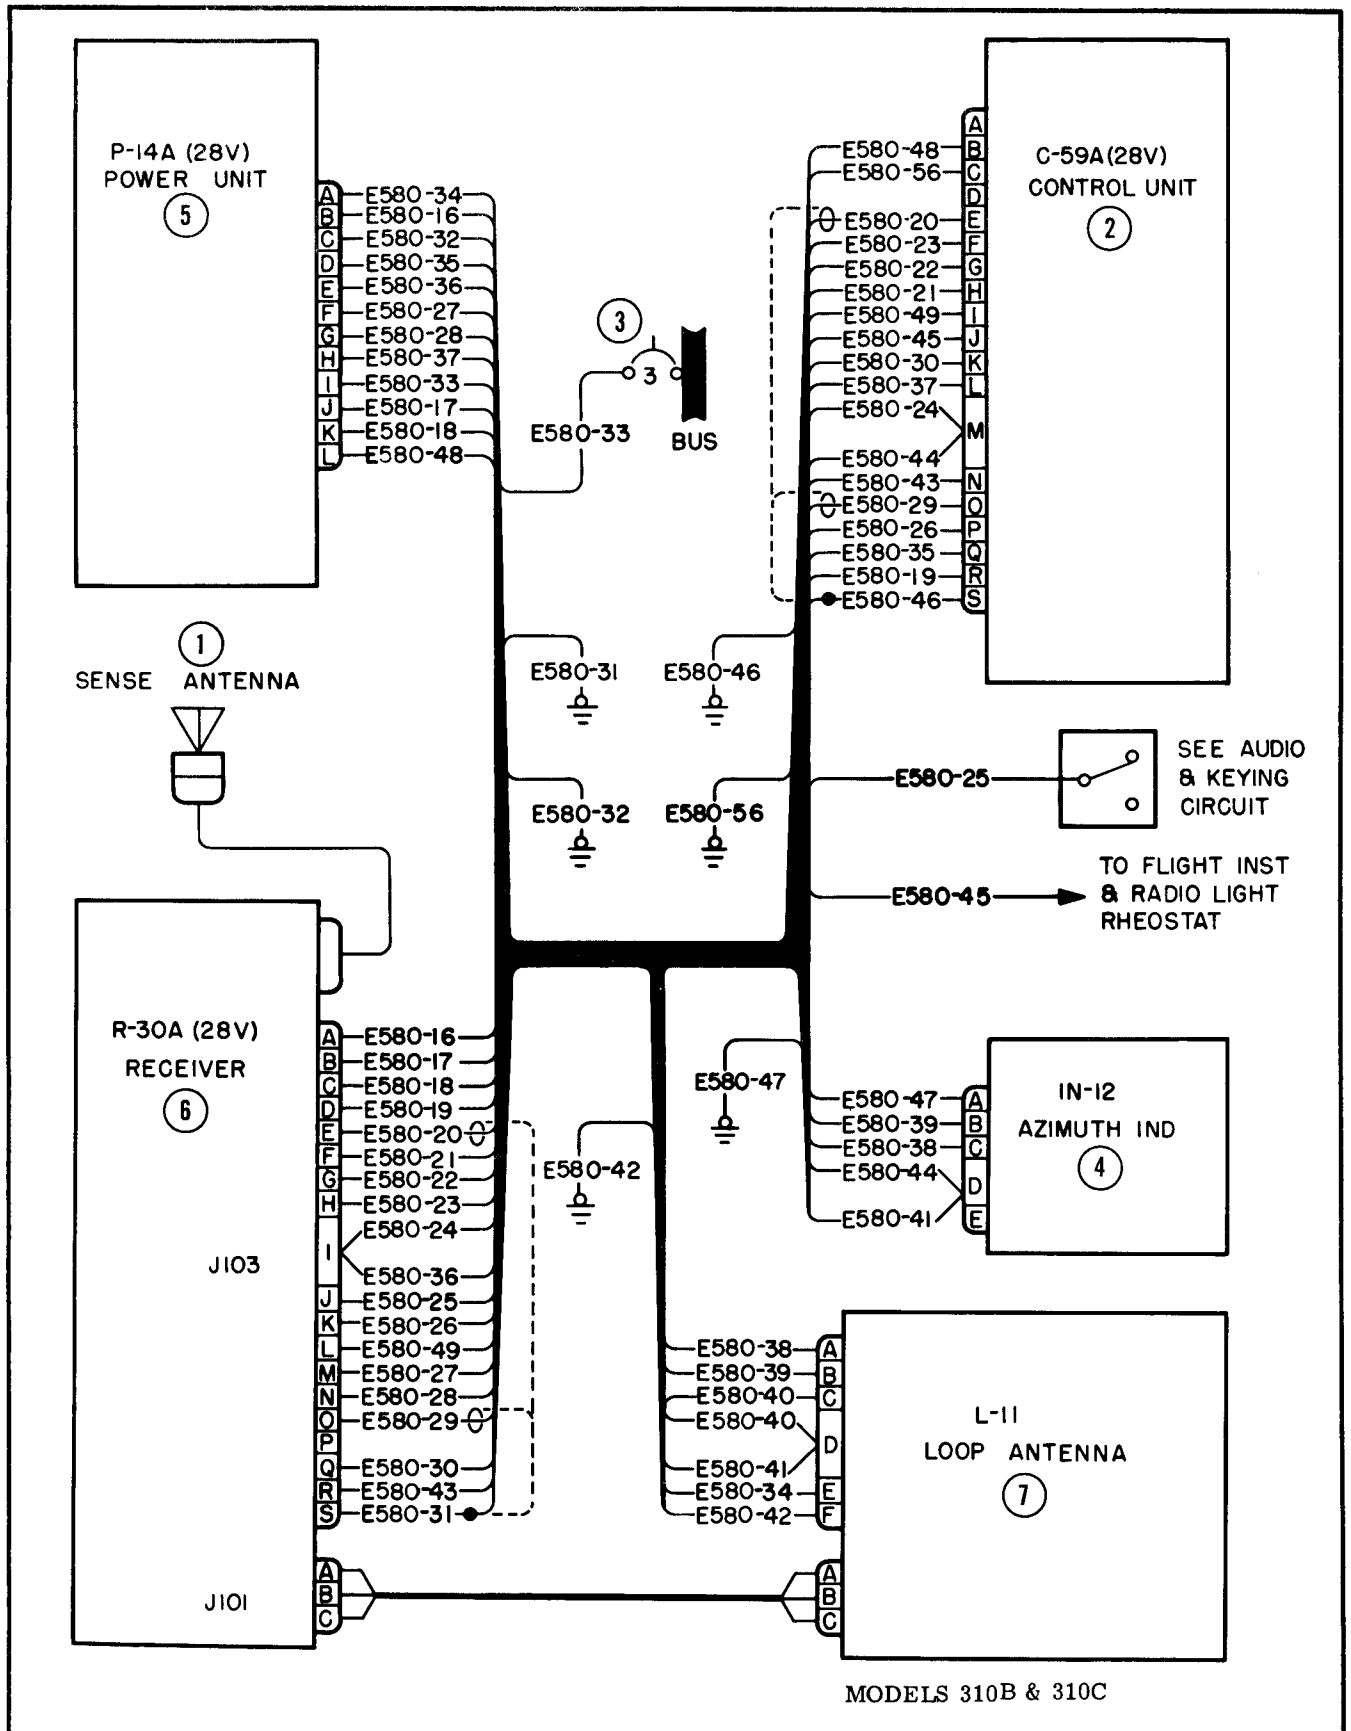 P-14A (28V)
POWER UNIT
5
A E580-34
B E580-16
C E580-32
D E580-35
E E580-36
F E580-27
G E580-28
H E580-37
I E580-33
J E580-17
K E580-18
L E580-48
3
3
E580-33
BUS
C-59A (28V)
CONTROL UNIT
2
A
E580-48 B
E580-56 C
D
E580-20 E
E580-23 F
E580-22 G
E580-21 H
E580-49 I
E580-45 J
E580-30 K
E580-37 L
E580-24
M
E580-44
E580-43 N
E580-29 O
E580-26 P
E580-35 Q
E580-19 R
E580-46 S
1
SENSE ANTENNA
E580-31
E580-46
E580-32
E580-56
E580-25
SEE AUDIO
& KEYING
CIRCUIT
E580-45
TO FLIGHT INST
& RADIO LIGHT
RHEOSTAT
R-30A (28V)
RECEIVER
6
A E580-16
B E580-17
C E580-18
D E580-19
E E580-20
F E580-21
G E580-22
H E580-23
E580-24
I
E580-36
J103
J E580-25
K E580-26
L E580-49
M E580-27
N E580-28
O E580-29
P
Q E580-30
R E580-43
S E580-31
J101
A
B
C
E580-47
E580-42
IN-12
AZIMUTH IND
4
E580-47 A
E580-39 B
E580-38 C
E580-44
D
E580-41 E
L-11
LOOP ANTENNA
7
E580-38 A
E580-39 B
E580-40 C
E580-40
D
E580-41
E580-34 E
E580-42 F
A
B
C
MODELS 310B & 310C